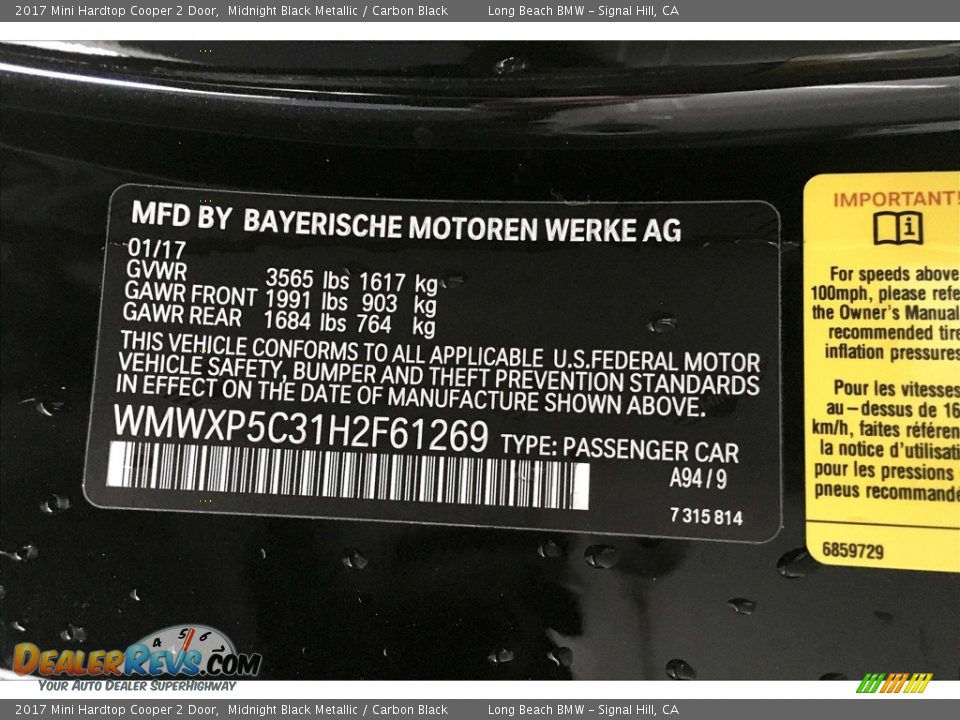 2017 Mini Hardtop Cooper 2 Door,  Midnight Black Metallic / Carbon Black          Long Beach BMW – Signal Hill, CA
MFD BY BAYERISCHE MOTOREN WERKE AG
01/17
GVWR 3565 lbs 1617 kg
GAWR FRONT 1991 lbs 903 kg
GAWR REAR 1684 lbs 764 kg
THIS VEHICLE CONFORMS TO ALL APPLICABLE U.S.FEDERAL MOTOR
VEHICLE SAFETY, BUMPER AND THEFT PREVENTION STANDARDS
IN EFFECT ON THE DATE OF MANUFACTURE SHOWN ABOVE.
WMWXP5C31H2F61269 TYPE: PASSENGER CAR
A94 / 9
7 315 814
IMPORTANT!
i
For speeds above
100mph, please refe
the Owner's Manual
recommended tire
inflation pressures
Pour les vitesses
au–dessus de 16
km/h, faites référen
la notice d'utilisati
pour les pressions
pneus recommandé
6859729
4 5 6
DEALERREVS.COM
YOUR AUTO DEALER SUPERHIGHWAY
2017 Mini Hardtop Cooper 2 Door,  Midnight Black Metallic / Carbon Black          Long Beach BMW – Signal Hill, CA